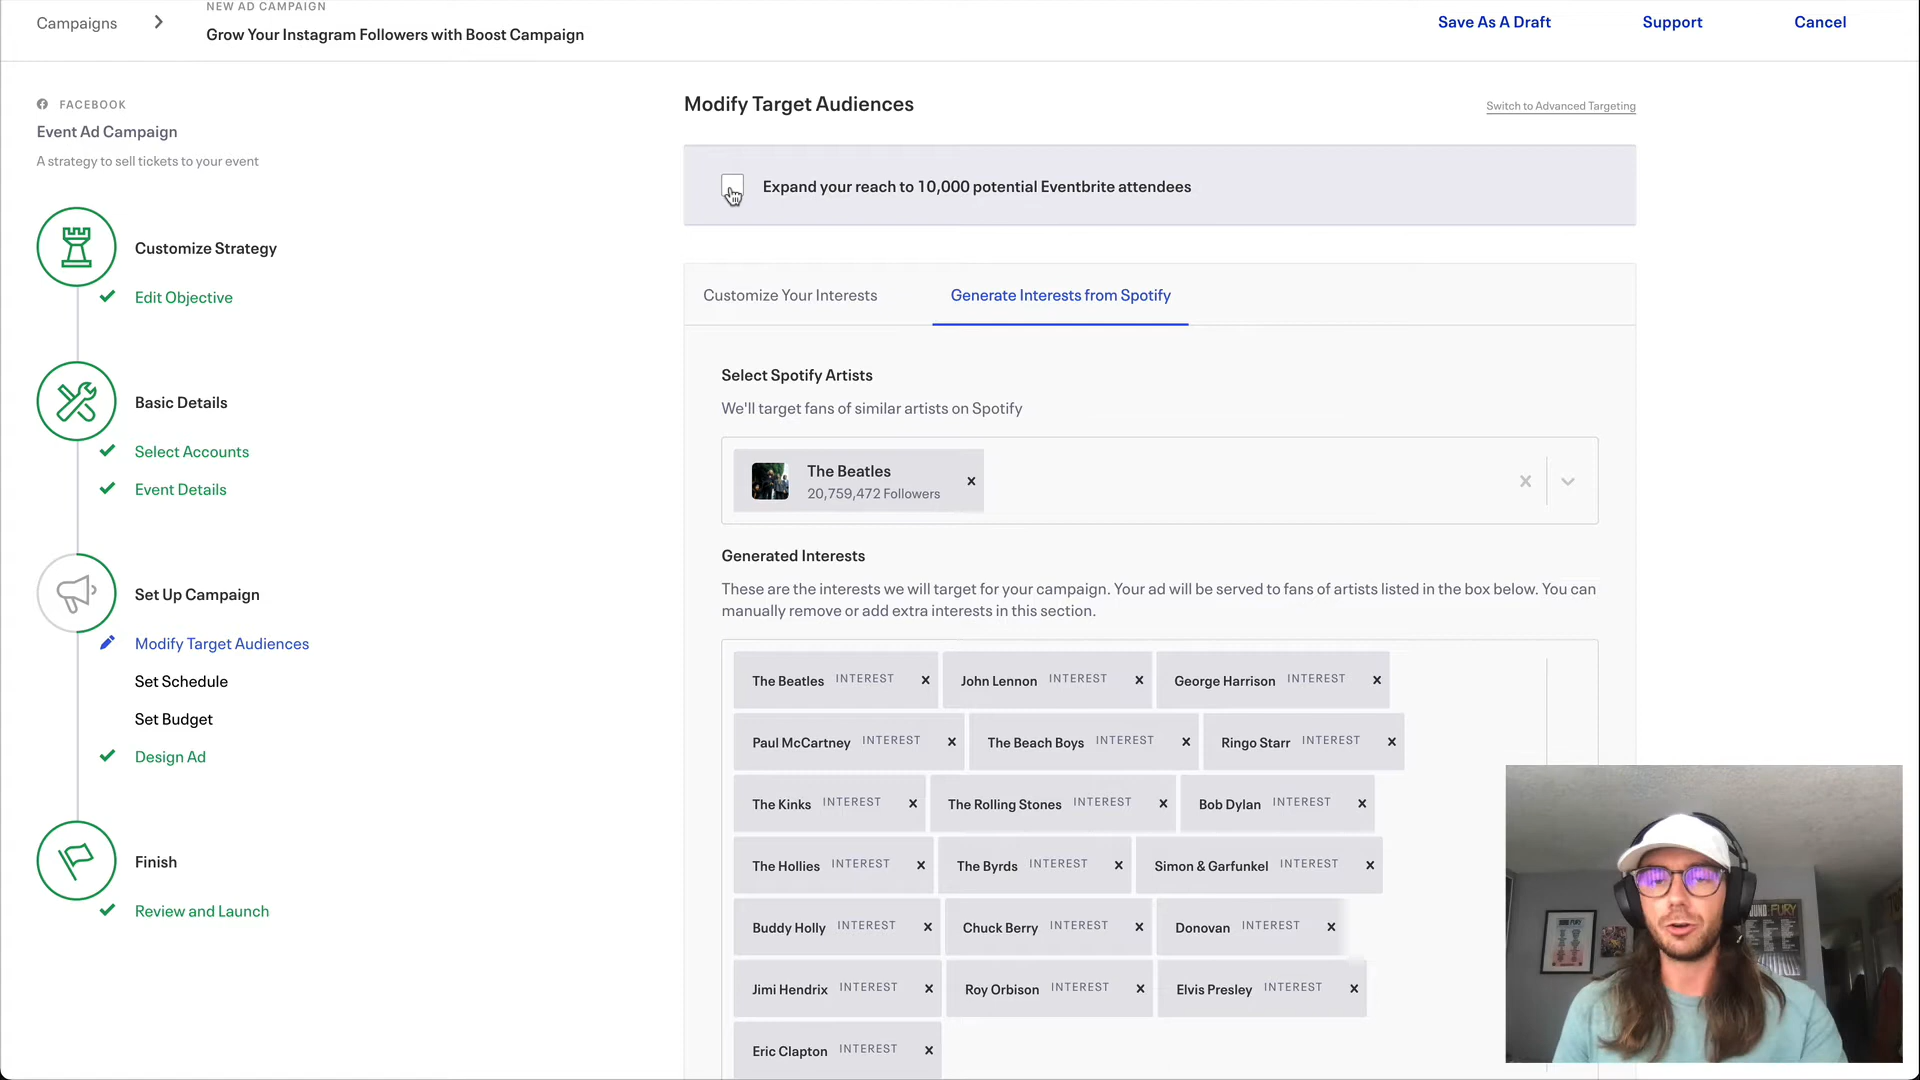 Campaigns
NEW AD CAMPAIGN
Grow Your Instagram Followers with Boost Campaign
Save As A Draft
Support
Cancel
FACEBOOK
Event Ad Campaign
A strategy to sell tickets to your event
Customize Strategy
Edit Objective
Basic Details
Select Accounts
Event Details
Set Up Campaign
Modify Target Audiences
Set Schedule
Set Budget
Design Ad
Finish
Review and Launch
Modify Target Audiences
Switch to Advanced Targeting
Expand your reach to 10,000 potential Eventbrite attendees
Customize Your Interests
Generate Interests from Spotify
Select Spotify Artists
We'll target fans of similar artists on Spotify
The Beatles
20,759,472 Followers
Generated Interests
These are the interests we will target for your campaign. Your ad will be served to fans of artists listed in the box below. You can
manually remove or add extra interests in this section.
The Beatles INTEREST John Lennon INTEREST George Harrison INTEREST
Paul McCartney INTEREST The Beach Boys INTEREST Ringo Starr INTEREST
The Kinks INTEREST The Rolling Stones INTEREST Bob Dylan INTEREST
The Hollies INTEREST The Byrds INTEREST Simon & Garfunkel INTEREST
Buddy Holly INTEREST Chuck Berry INTEREST Donovan INTEREST
Jimi Hendrix INTEREST Roy Orbison INTEREST Elvis Presley INTEREST
Eric Clapton INTEREST